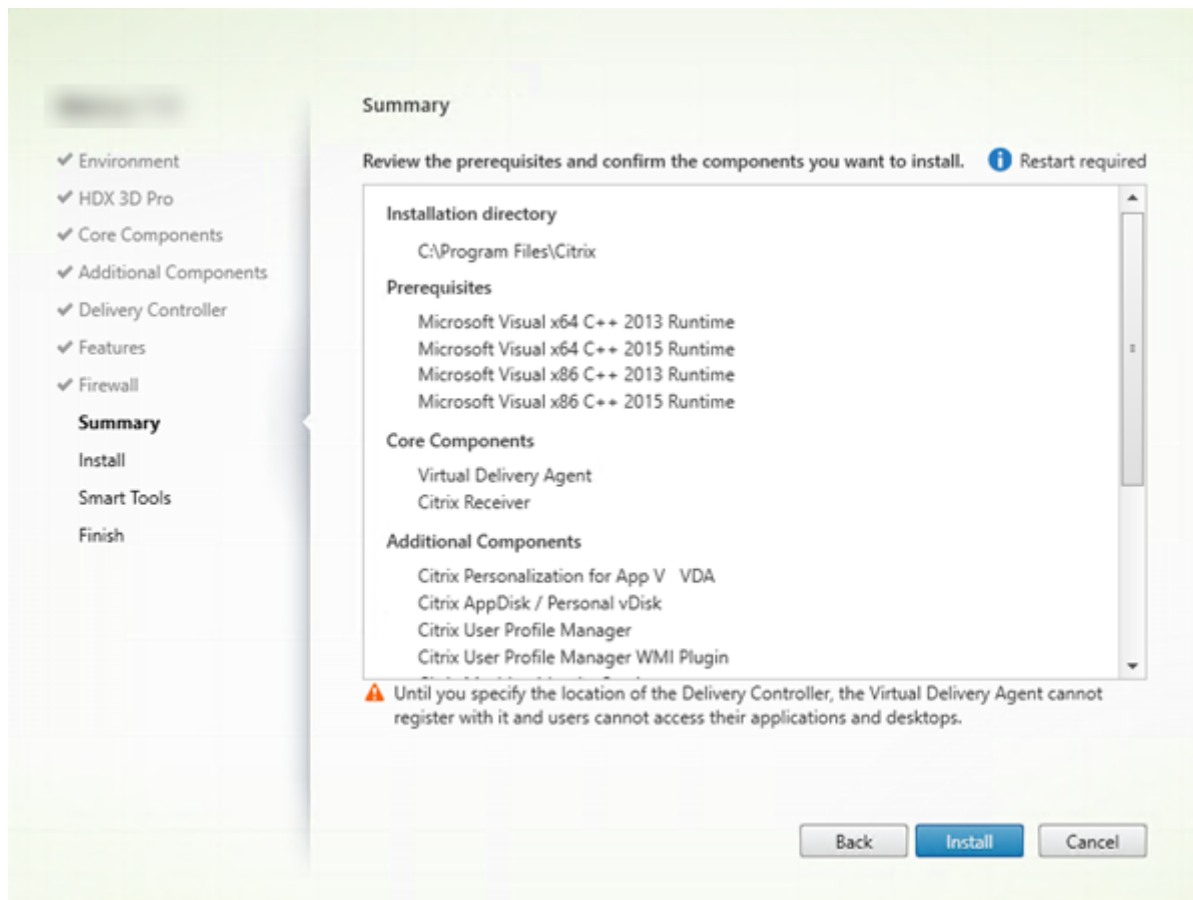 Environment
HDX 3D Pro
Core Components
Additional Components
Delivery Controller
Features
Firewall
Summary
Install
Smart Tools
Finish
Summary
Review the prerequisites and confirm the components you want to install.
Restart required
Installation directory
C:\Program Files\Citrix
Prerequisites
Microsoft Visual x64 C++ 2013 Runtime
Microsoft Visual x64 C++ 2015 Runtime
Microsoft Visual x86 C++ 2013 Runtime
Microsoft Visual x86 C++ 2015 Runtime
Core Components
Virtual Delivery Agent
Citrix Receiver
Additional Components
Citrix Personalization for App V VDA
Citrix AppDisk / Personal vDisk
Citrix User Profile Manager
Citrix User Profile Manager WMI Plugin
Until you specify the location of the Delivery Controller, the Virtual Delivery Agent cannot
register with it and users cannot access their applications and desktops.
Back
Install
Cancel